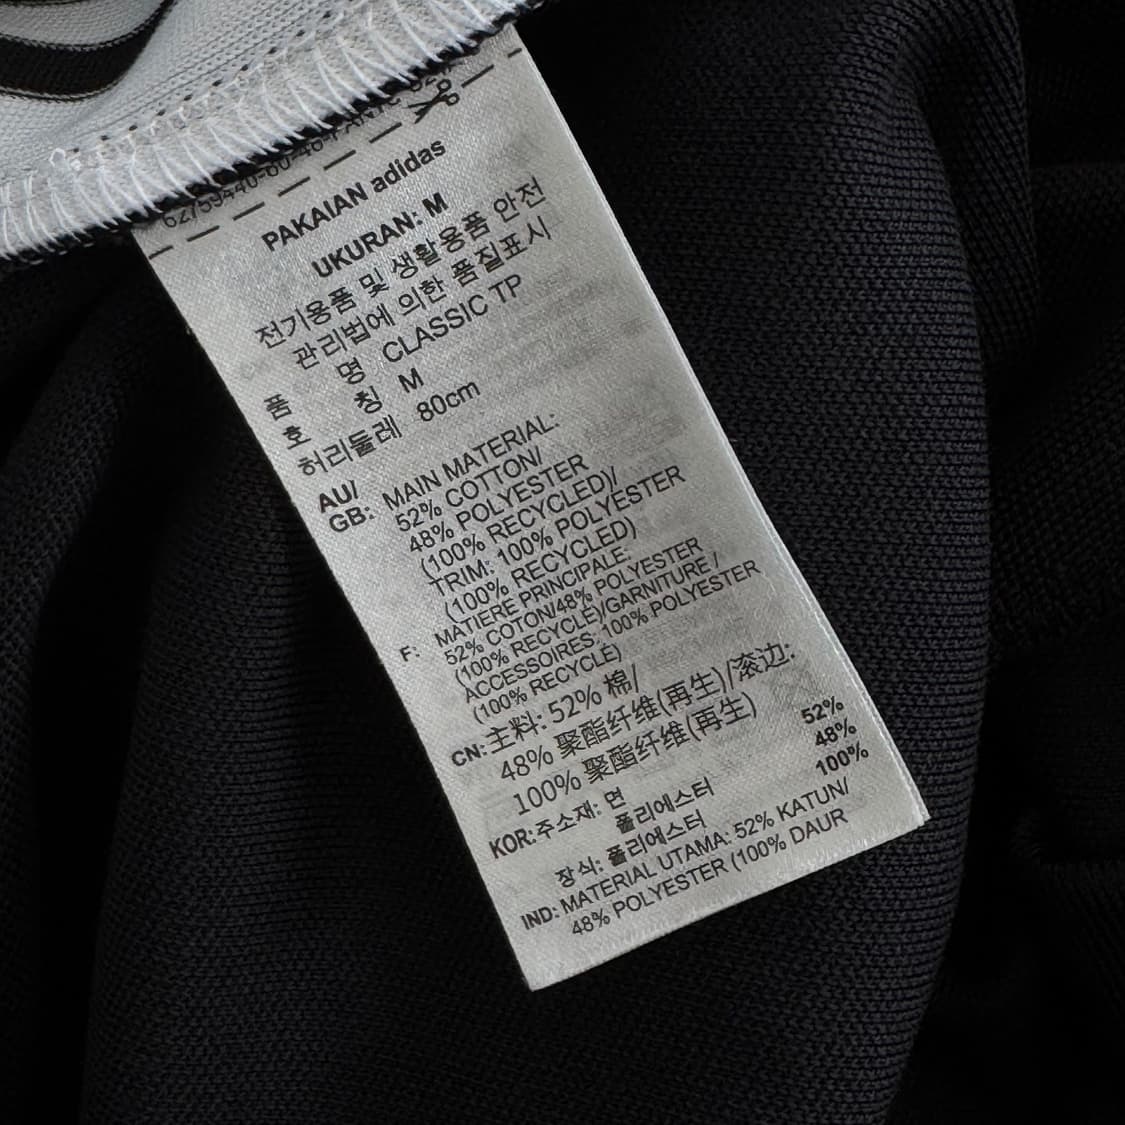 PAKAIAN adidas
UKURAN: M
전기용품 및 생활용품 안전
관리법에 의한 품질표시
품 명 CLASSIC TP
호 칭 M
허리둘레 80cm
AU/
GB: MAIN MATERIAL:
52% COTTON/
48% POLYESTER
(100% RECYCLED)/
TRIM: 100% POLYESTER
(100% RECYCLED)
F: MATIERE PRINCIPALE:
52% COTON/48% POLYESTER
(100% RECYCLE)/GARNITURE /
ACCESSOIRES: 100% POLYESTER
(100% RECYCLE)
CN: 主料: 52% 棉/
48% 聚酯纤维(再生)/滚边:
100% 聚酯纤维(再生)
KOR: 주소재: 면 52%
폴리에스터 48%
장식: 폴리에스터 100%
IND: MATERIAL UTAMA: 52% KATUN/
48% POLYESTER (100% DAUR